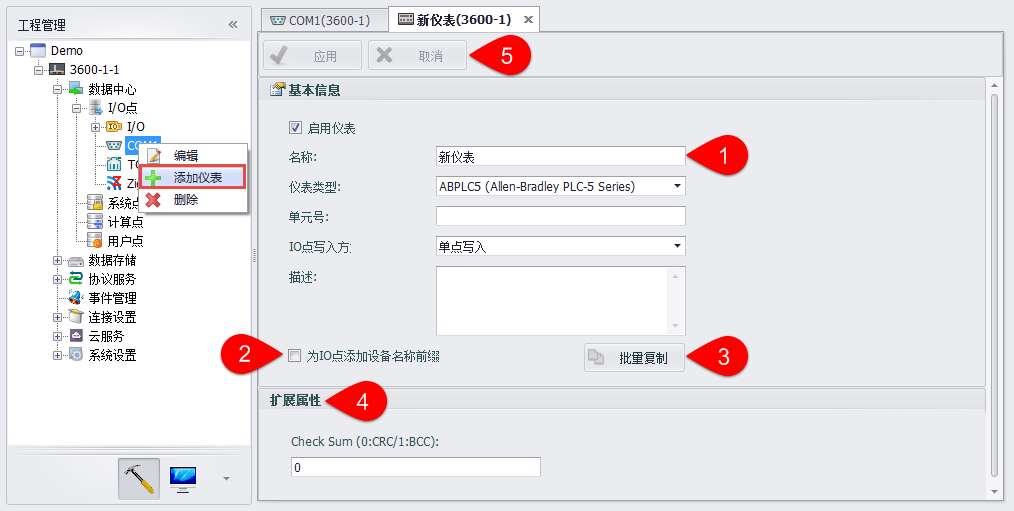 工程管理
«
Demo
3600-1-1
数据中心
I/O点
I/O
COM1
编辑
添加仪表
删除
计算点
用户点
数据存储
协议服务
事件管理
连接设置
云服务
系统设置
COM1(3600-1)
新仪表(3600-1)
应用
取消
5
基本信息
启用仪表
名称:
新仪表
1
仪表类型:
ABPLC5 (Allen-Bradley PLC-5 Series)
单元号:
IO点写入方:
单点写入
描述:
2
为IO点添加设备名称前缀
批量复制
3
扩展属性
4
Check Sum (0:CRC/1:BCC):
0